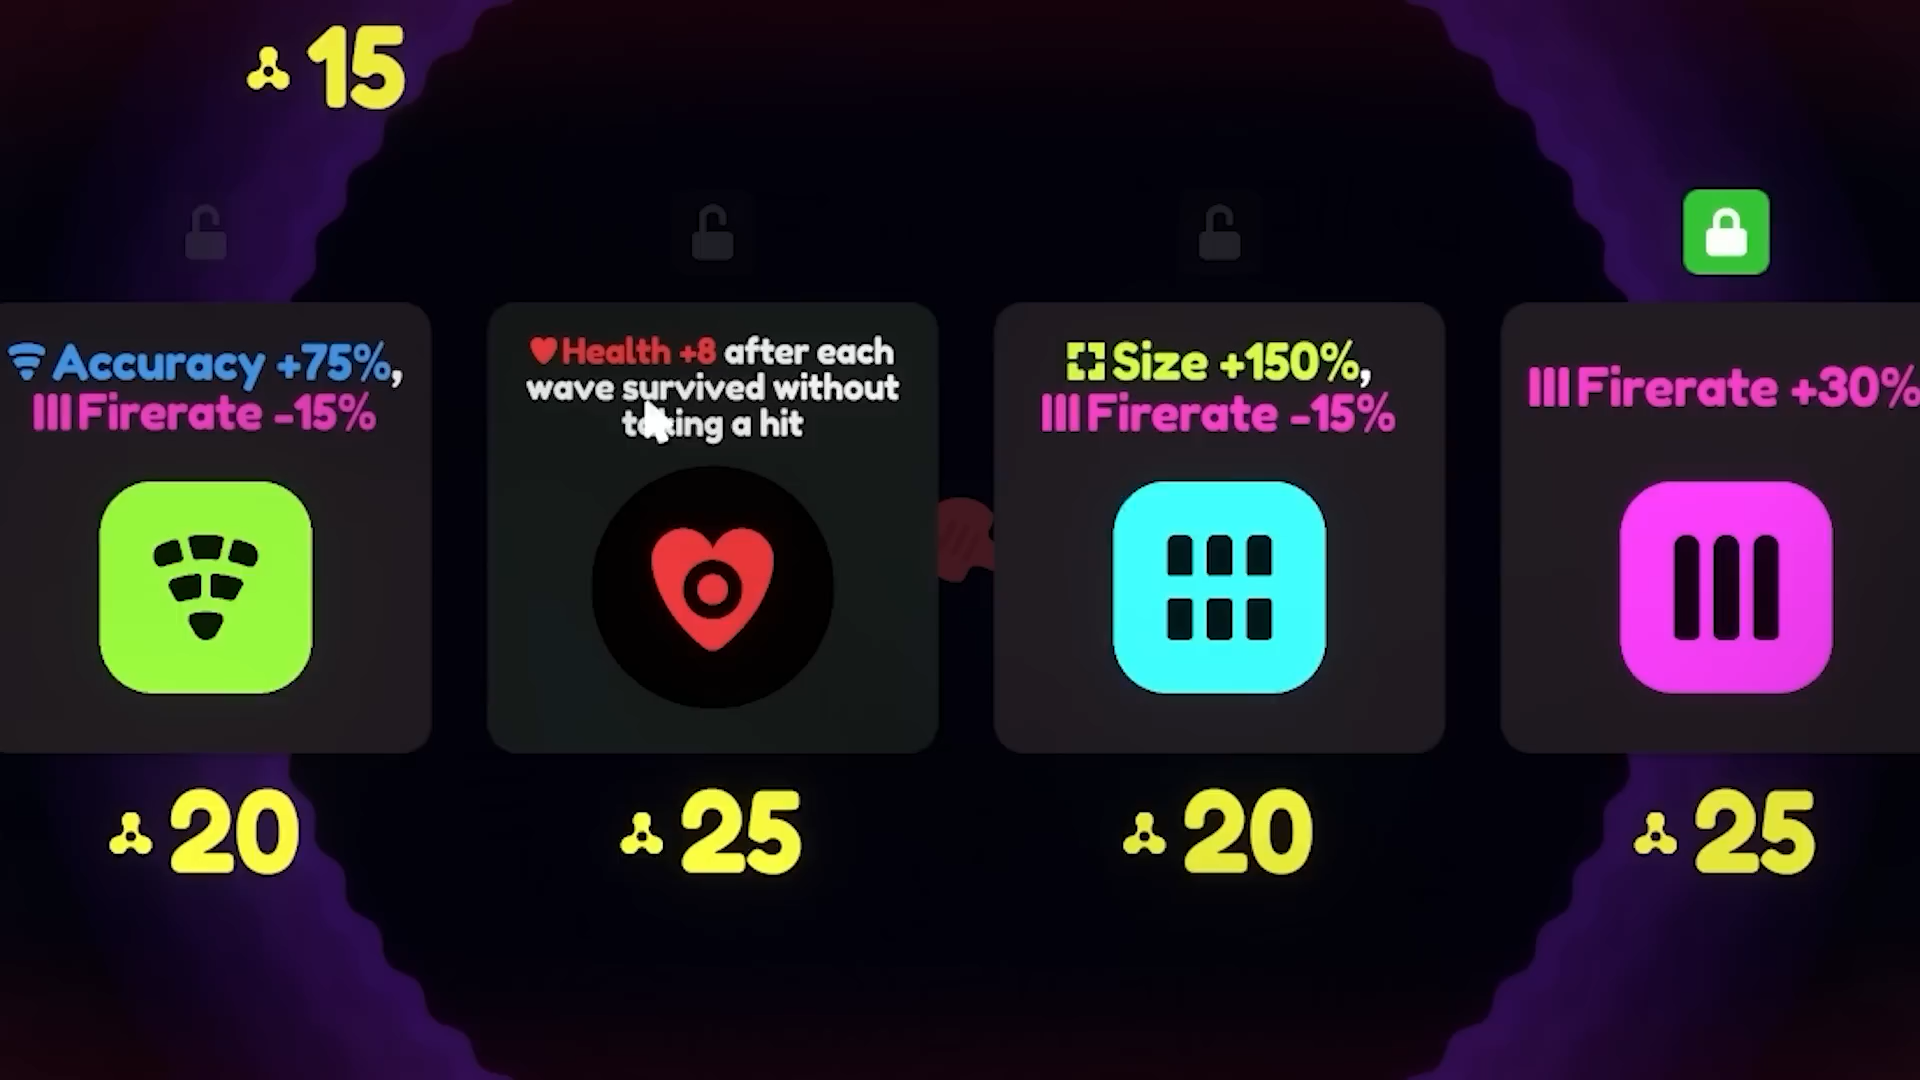 15
Accuracy +75%,
Firerate -15%
Health +8 after each
wave survived without
taking a hit
Size +150%,
Firerate -15%
Firerate +30%
20
25
20
25